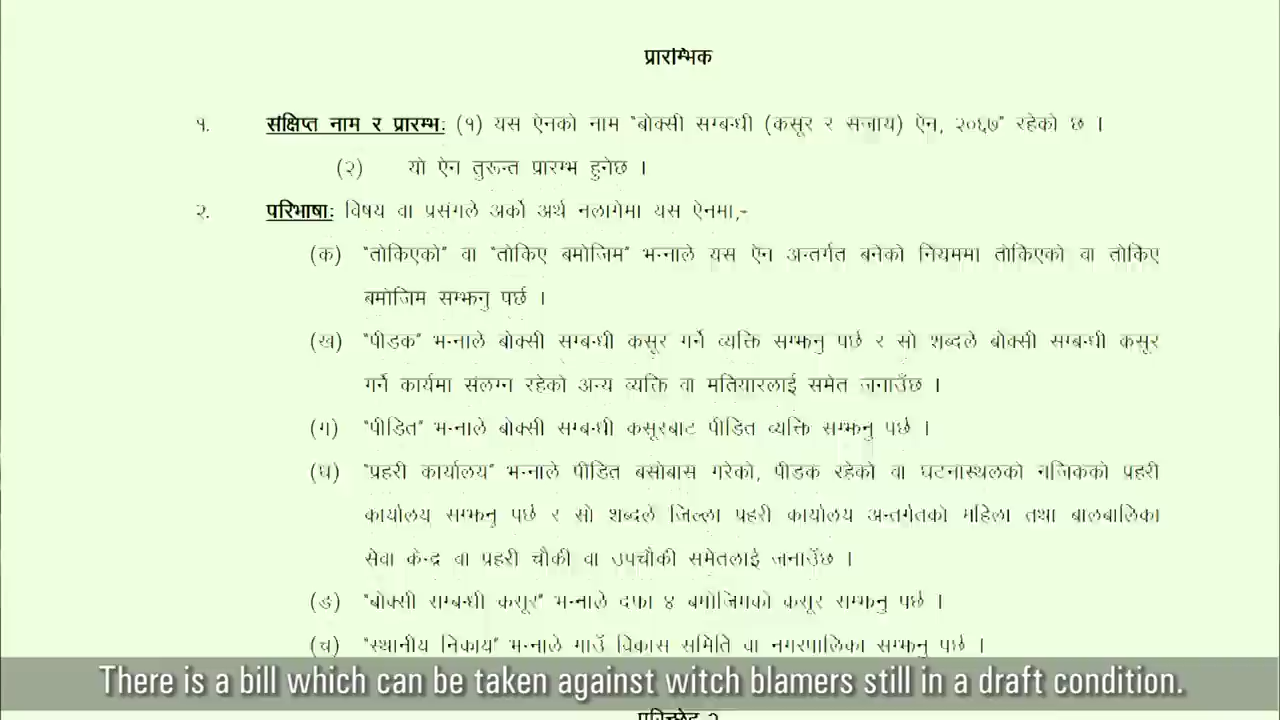 प्रारम्भिक
१. संक्षिप्त नाम र प्रारम्भः (१) यस ऐनको नाम "बोक्सी सम्बन्धी (कसूर र सजाय) ऐन, २०६७" रहेको छ ।
(२) यो ऐन तुरून्त प्रारम्भ हुनेछ ।
२. परिभाषाः विषय वा प्रसंगले अर्को अर्थ नलागेमा यस ऐनमा,-
(क) "तोकिएको" वा "तोकिए बमोजिम" भन्नाले यस ऐन अन्तर्गत बनेको नियममा तोकिएको वा तोकिए
बमोजिम सम्झनु पर्छ ।
(ख) "पीडक" भन्नाले बोक्सी सम्बन्धी कसूर गर्ने व्यक्ति सम्झनु पर्छ र सो शब्दले बोक्सी सम्बन्धी कसूर
गर्ने कार्यमा संलग्न रहेको अन्य व्यक्ति वा मतियारलाई समेत जनाउँछ ।
(ग) "पीडित" भन्नाले बोक्सी सम्बन्धी कसूरबाट पीडित व्यक्ति सम्झनु पर्छ ।
(घ) "प्रहरी कार्यालय" भन्नाले पीडित बसोबास गरेको, पीडक रहेको वा घटनास्थलको नजिकको प्रहरी
कार्यालय सम्झनु पर्छ र सो शब्दले जिल्ला प्रहरी कार्यालय अन्तर्गतको महिला तथा बालबालिका
सेवा केन्द्र वा प्रहरी चौकी वा उपचौकी समेतलाई जनाउँछ ।
(ङ) "बोक्सी सम्बन्धी कसूर" भन्नाले दफा ४ बमोजिमको कसूर सम्झनु पर्छ ।
(च) "स्थानीय निकाय" भन्नाले गाउँ विकास समिति वा नगरपालिका सम्झनु पर्छ ।
There is a bill which can be taken against witch blamers still in a draft condition.
परिच्छेद २